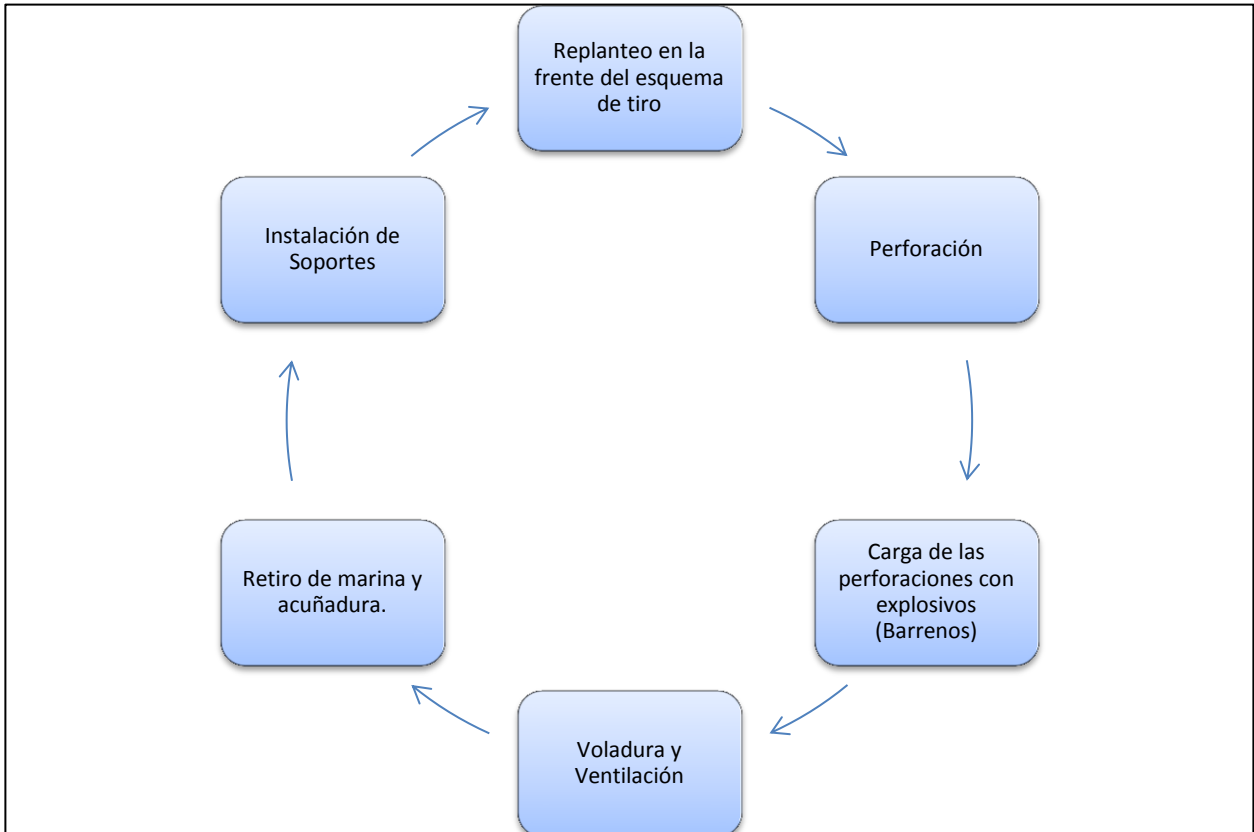 Replanteo en la
frente del esquema
de tiro
Perforación
Carga de las
perforaciones con
explosivos
(Barrenos)
Voladura y
Ventilación
Retiro de marina y
acuñadura.
Instalación de
Soportes